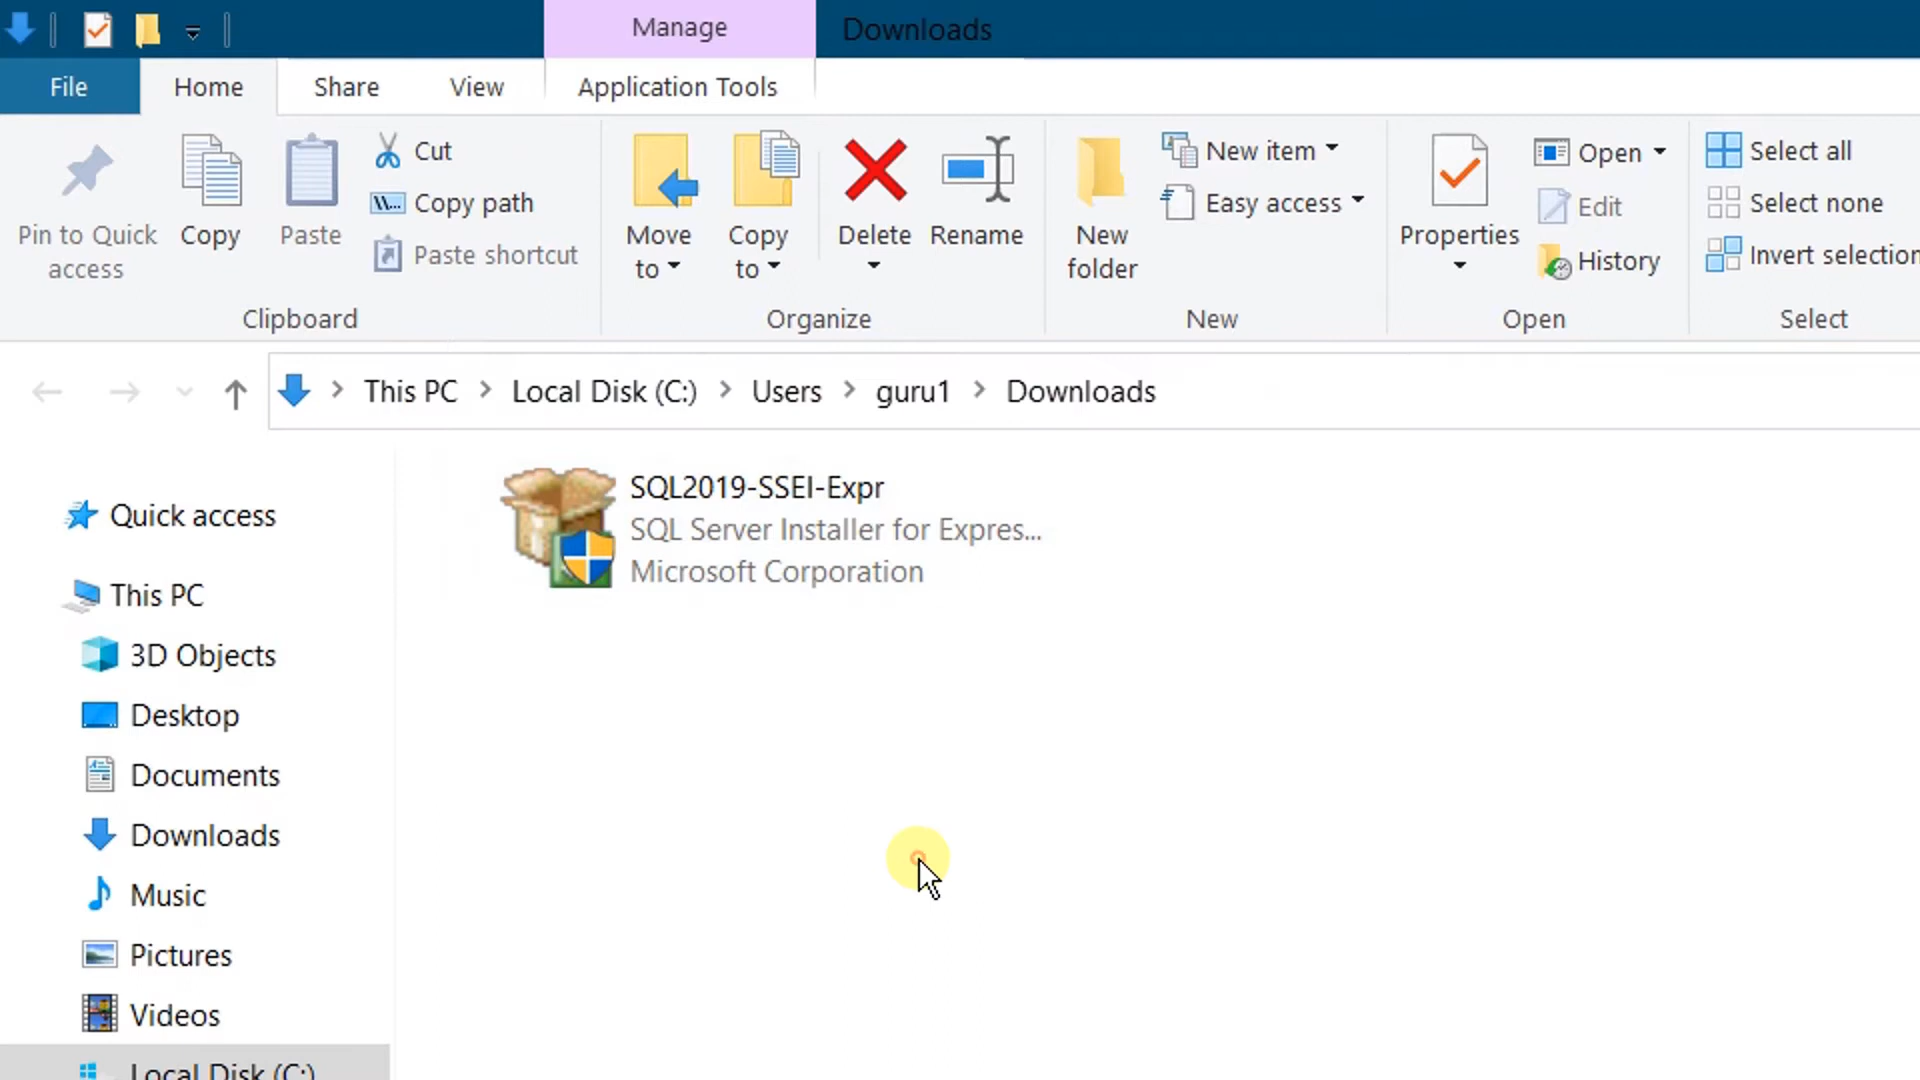 Manage
Downloads
File
Home
Share
View
Application Tools
Pin to Quick
access
Copy
Paste
Cut
Copy path
Paste shortcut
Clipboard
Move
to
Copy
to
Delete
Rename
Organize
New
folder
New item
Easy access
New
Properties
Open
Edit
History
Open
Select all
Select none
Invert selection
Select
This PC
Local Disk (C:)
Users
guru1
Downloads
SQL2019-SSEI-Expr
SQL Server Installer for Expres...
Microsoft Corporation
Quick access
This PC
3D Objects
Desktop
Documents
Downloads
Music
Pictures
Videos
Local Disk (C:)